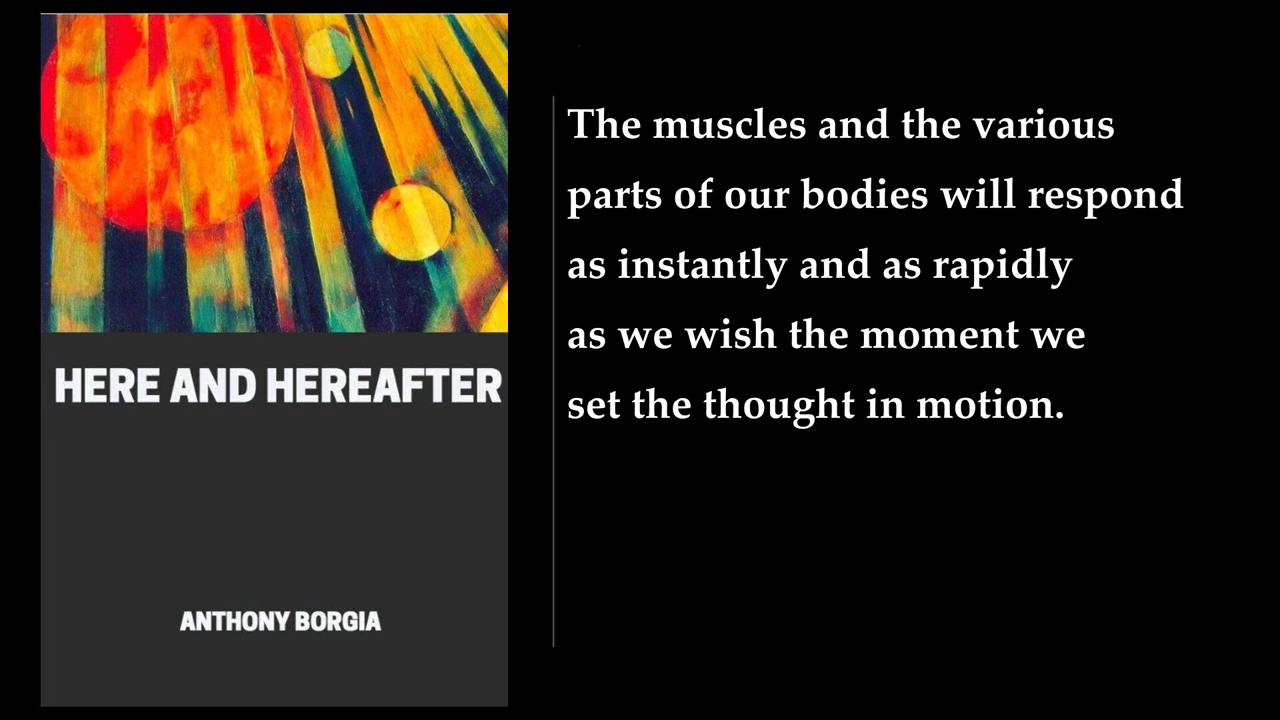 HERE AND HEREAFTER
ANTHONY BORGIA
The muscles and the various
parts of our bodies will respond
as instantly and as rapidly
as we wish the moment we
set the thought in motion.